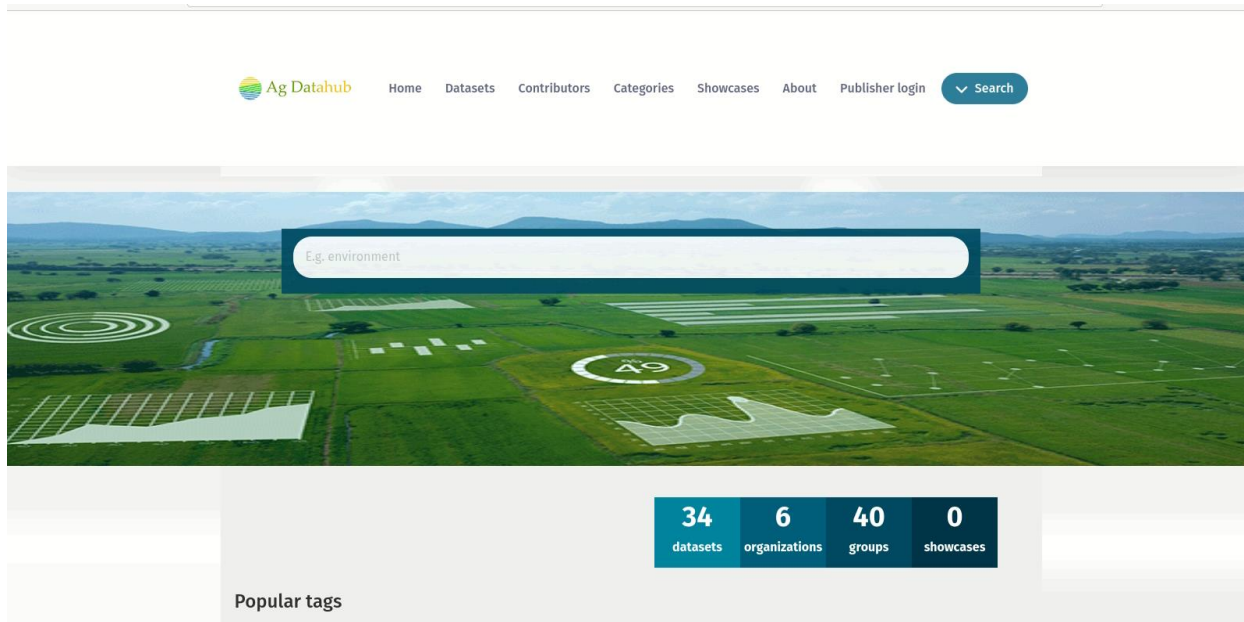 Ag Datahub
Home Datasets Contributors Categories Showcases About Publisher login Search
E.g. environment
49
34 6 40 0
datasets organizations groups showcases
Popular tags